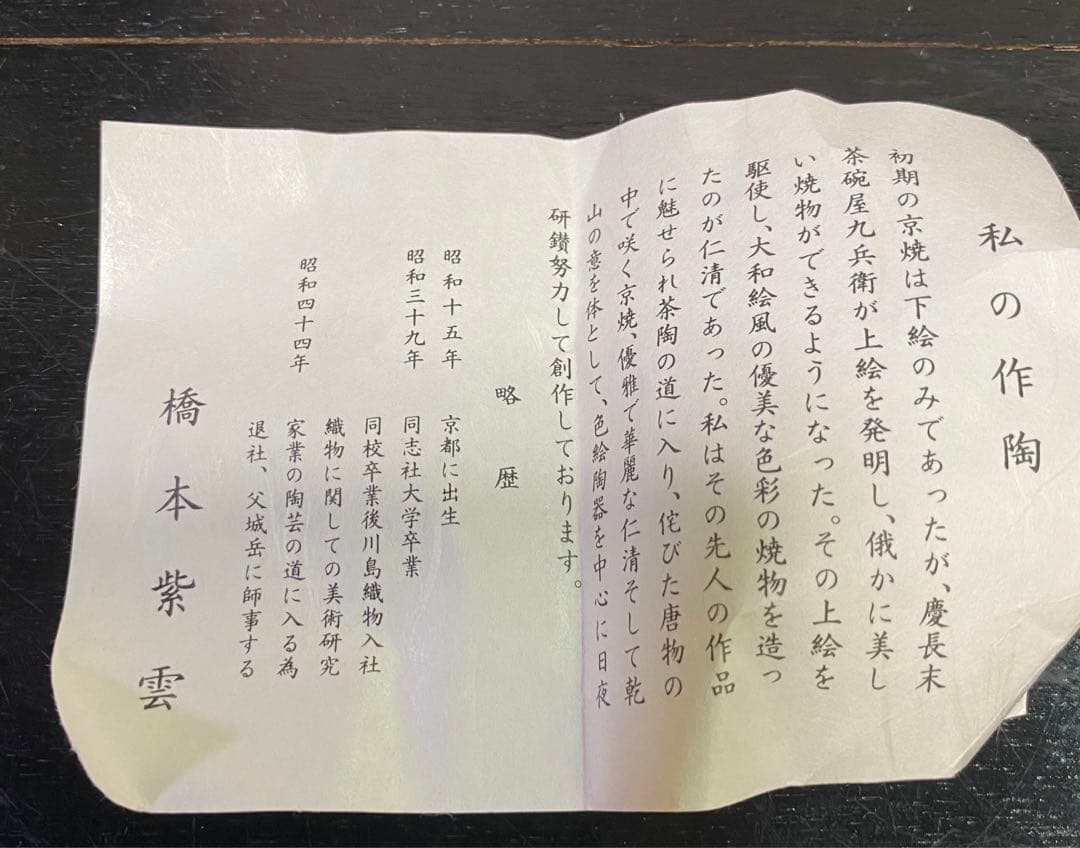 私の作陶
初期の京焼は下絵のみであったが、慶長末
茶碗屋九兵衛が上絵を発明し、俄かに美し
い焼物ができるようになった。その上絵を
駆使し、大和絵風の優美な色彩の焼物を造っ
たのが仁清であった。私はその先人の作品
に魅せられ茶陶の道に入り、侘びた唐物の
中で咲く京焼、優雅で華麗な仁清そして乾
山の意を体として、色絵陶器を中心に日夜
研鑽努力して創作しております。
略歴
昭和十五年 京都に出生
昭和三十九年 同志社大学卒業
同校卒業後川島織物入社
織物に関しての美術研究
昭和四十四年 家業の陶芸の道に入る為
退社、父城岳に師事する
橋本紫雲